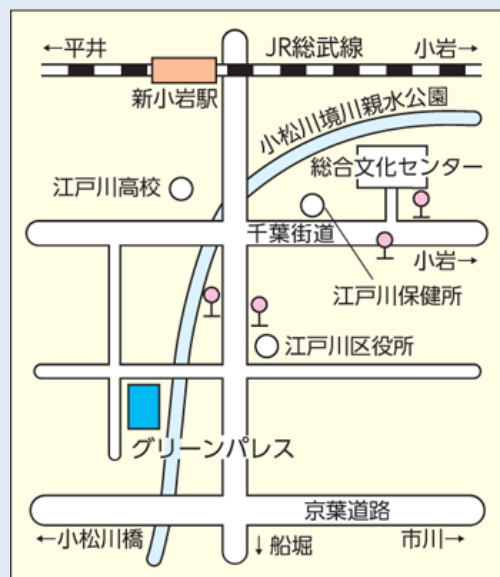 ←平井
JR総武線
小岩→
新小岩駅
小松川境川親水公園
総合文化センター
江戸川高校
千葉街道
小岩→
江戸川保健所
江戸川区役所
グリーンパレス
京葉道路
←小松川橋
↓船堀
市川→